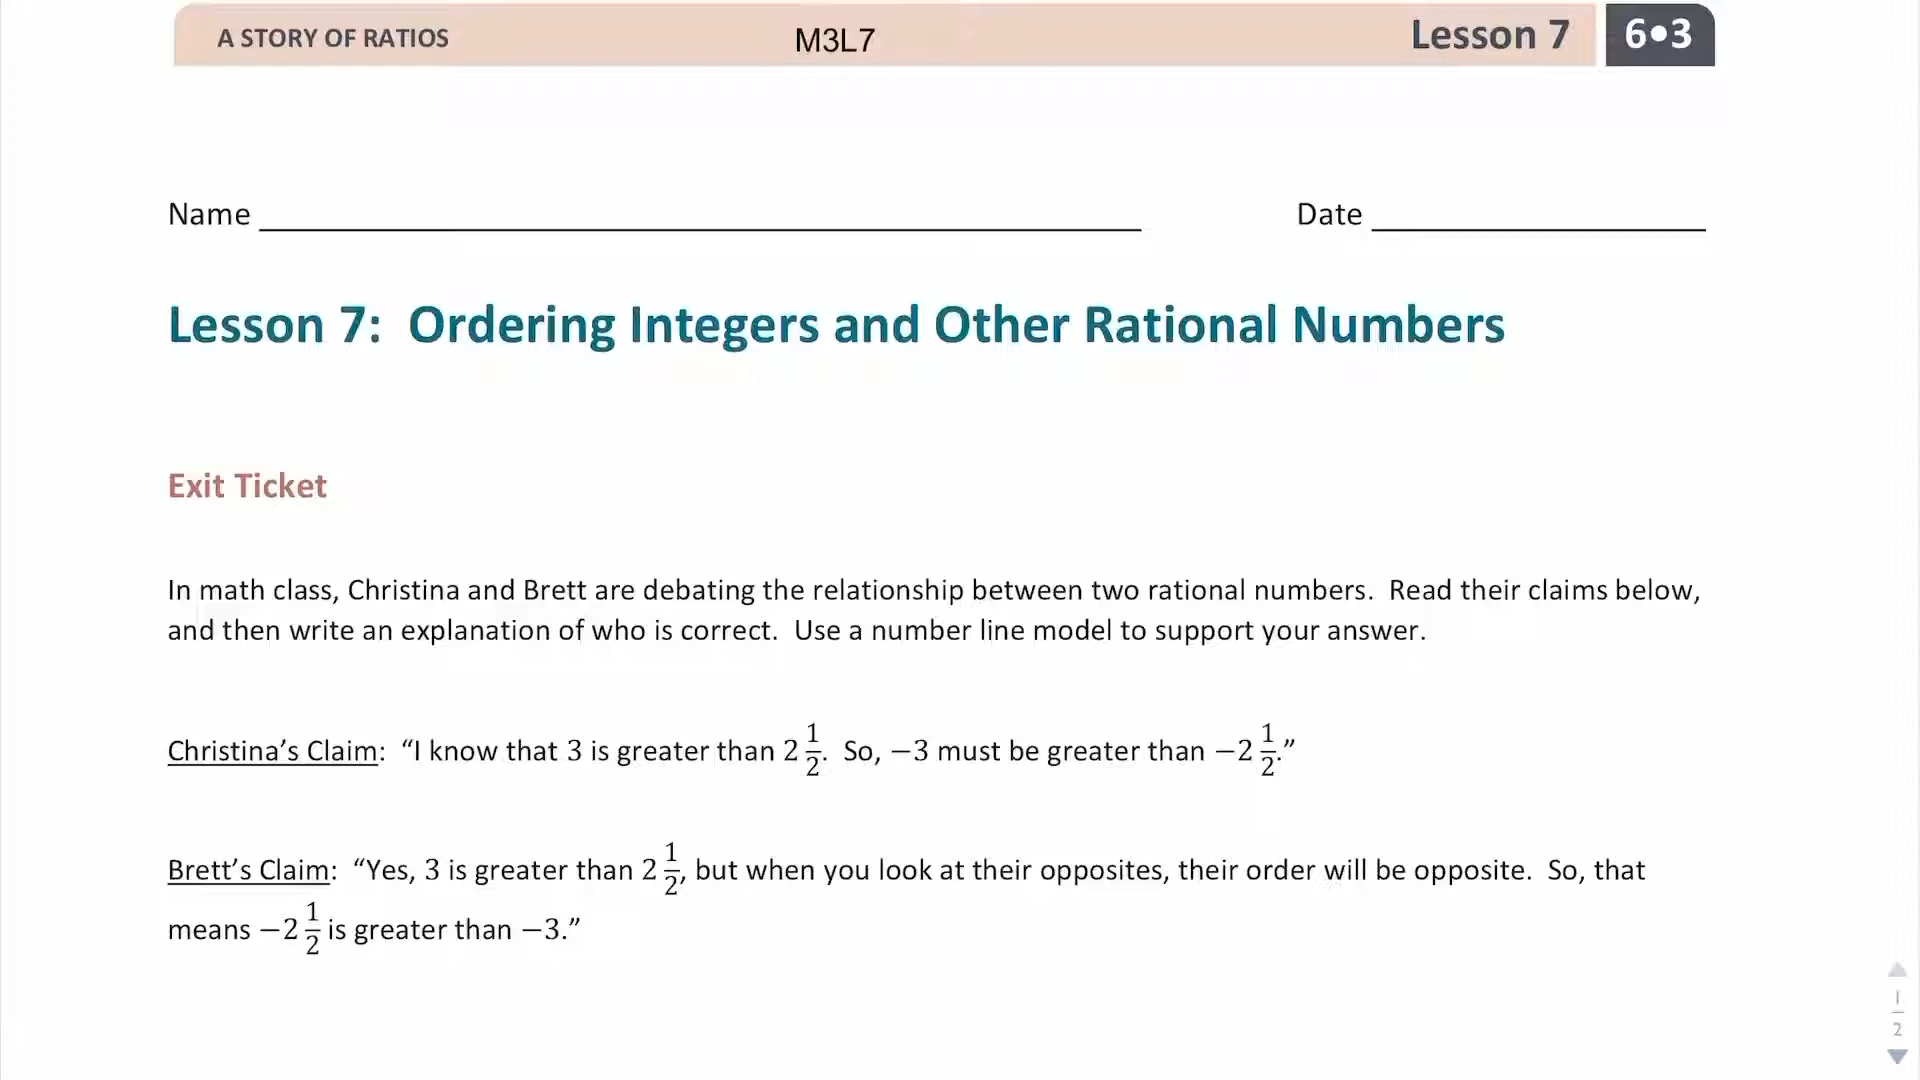 A STORY OF RATIOS M3L7 Lesson 7 6•3
Name Date
Lesson 7: Ordering Integers and Other Rational Numbers
Exit Ticket
In math class, Christina and Brett are debating the relationship between two rational numbers. Read their claims below,
and then write an explanation of who is correct. Use a number line model to support your answer.
Christina’s Claim: “I know that 3 is greater than 2 1/2. So, −3 must be greater than −2 1/2.”
Brett’s Claim: “Yes, 3 is greater than 2 1/2, but when you look at their opposites, their order will be opposite. So, that
means −2 1/2 is greater than −3.”
1
2